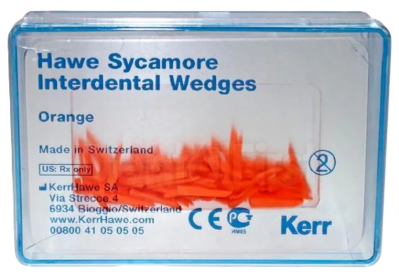 Hawe Sycamore
Interdental Wedges
Orange
Made in Switzerland
US: Rx only
KerrHawe SA
Via Strecce 4
6934 Bioggio/Switzerland
www.KerrHawe.com
00800 41 05 05 05
2
CE
Kerr